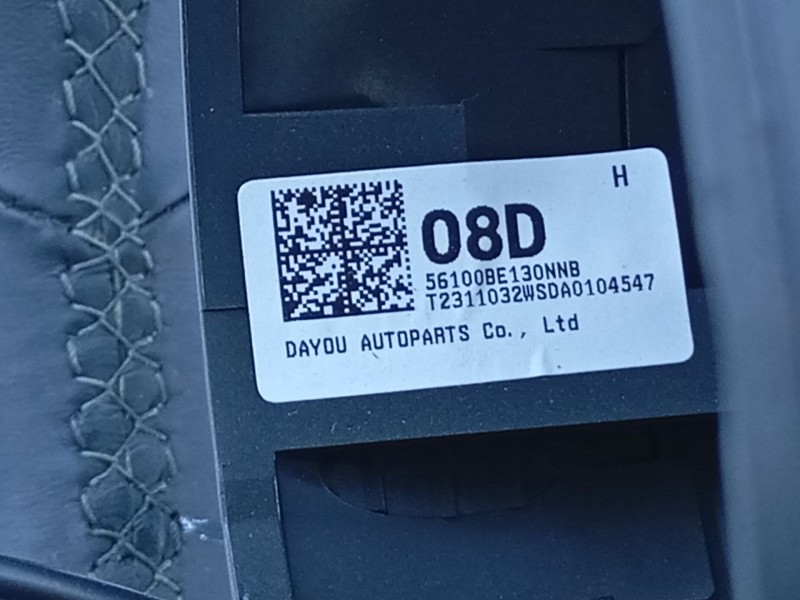 H
08D
56100BE130NNB
T2311032WSDA0104547
DAYOU AUTOPARTS Co., Ltd